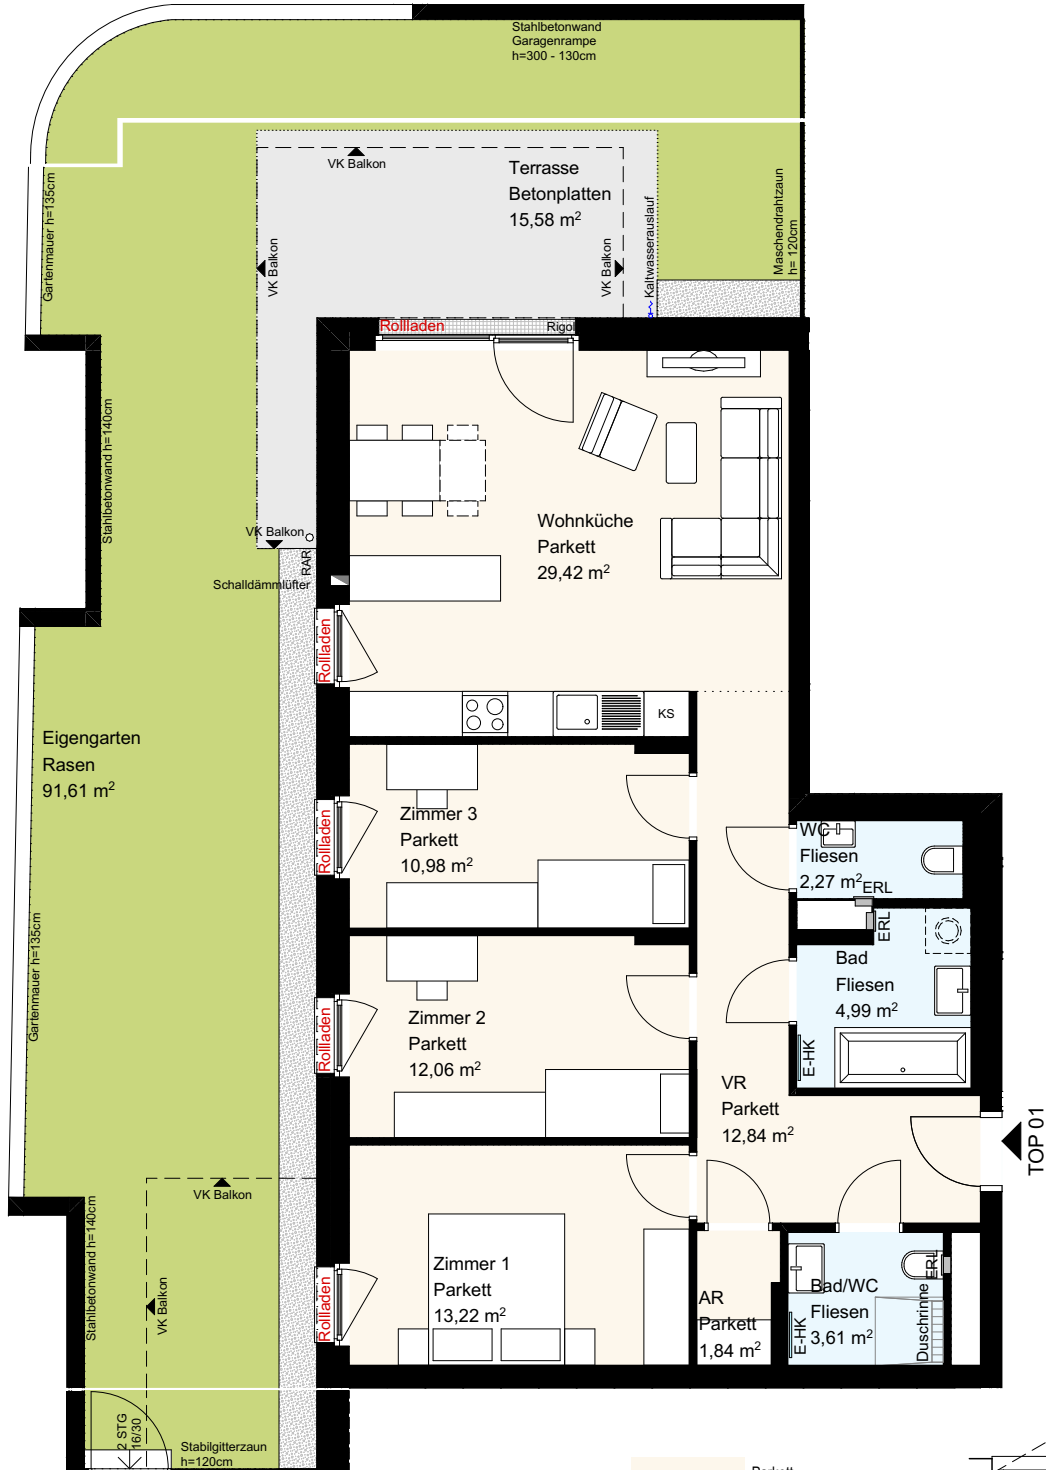 Stahlbetonwand
Garagenrampe
h=300 - 130cm
VK Balkon
Terrasse
Betonplatten
15,58 m²
Gartenmauer h=135cm
VK Balkon
VK Balkon
Kaltwasserauslauf
Maschendrahtzaun
h= 120cm
Rollladen
Rigol
Stahlbetonwand h=140cm
Wohnküche
Parkett
29,42 m²
VK Balkon
RAR
Schalldämmlüfter
Rollladen
KS
Eigengarten
Rasen
91,61 m²
Zimmer 3
Parkett
10,98 m²
Rollladen
WC
Fliesen
2,27 m²
ERL
ERL
Bad
Fliesen
4,99 m²
E-HK
Gartenmauer h=135cm
Zimmer 2
Parkett
12,06 m²
Rollladen
VR
Parkett
12,84 m²
TOP 01
VK Balkon
Stahlbetonwand h=140cm
VK Balkon
Rollladen
Zimmer 1
Parkett
13,22 m²
AR
Parkett
1,84 m²
E-HK
Bad/WC
Fliesen
3,61 m²
ERL
Duschrinne
2 STG
16/30
Stabilgitterzaun
h=120cm
Parkett